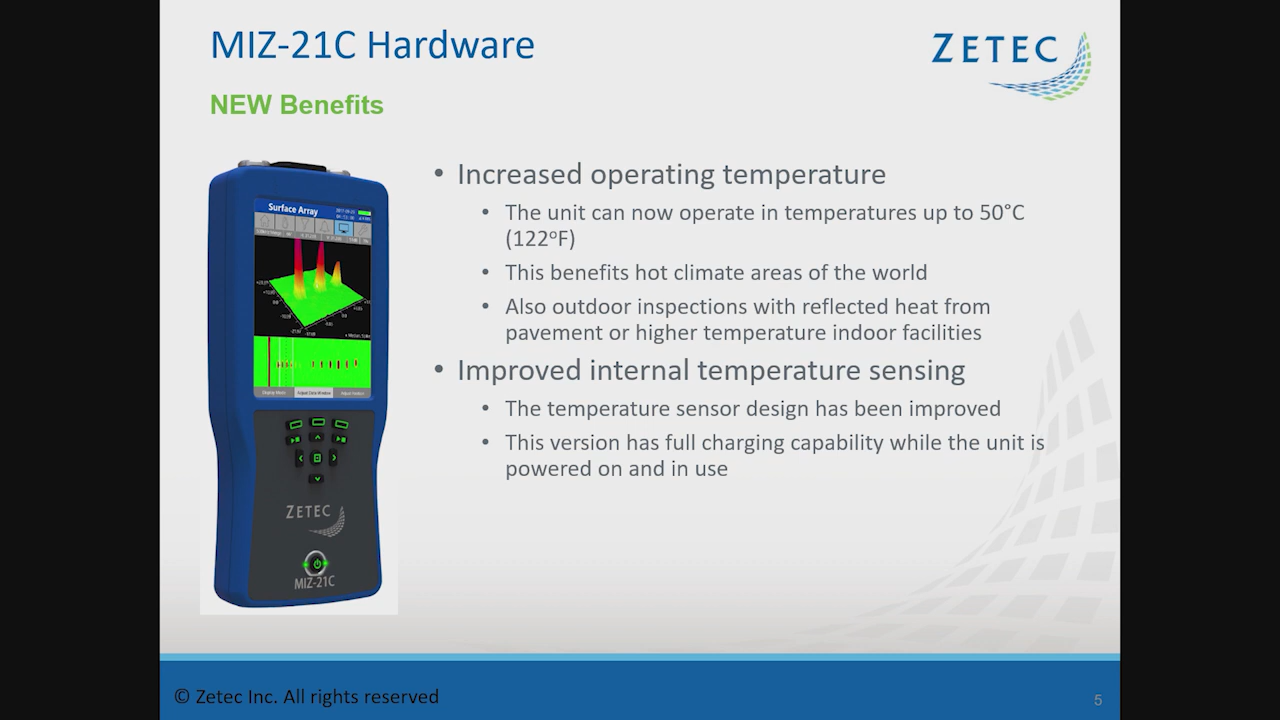 MIZ-21C Hardware
ZETEC
NEW Benefits
• Increased operating temperature
• The unit can now operate in temperatures up to 50°C
(122°F)
• This benefits hot climate areas of the world
• Also outdoor inspections with reflected heat from
pavement or higher temperature indoor facilities
• Improved internal temperature sensing
• The temperature sensor design has been improved
• This version has full charging capability while the unit is
powered on and in use
Surface Array
ZETEC
MIZ-21C
© Zetec Inc. All rights reserved
5